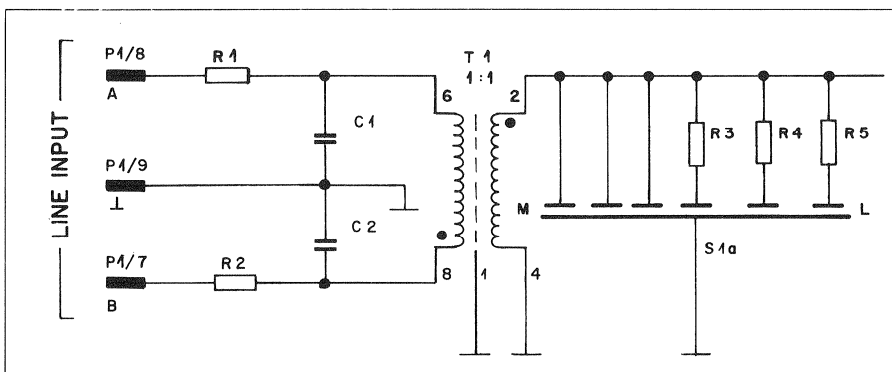 LINE INPUT
P1/8
A
R1
C1
P1/9
⊥
C2
P1/7
B
R2
T1
1:1
6
2
8
1
4
R3
R4
R5
M
L
S1a